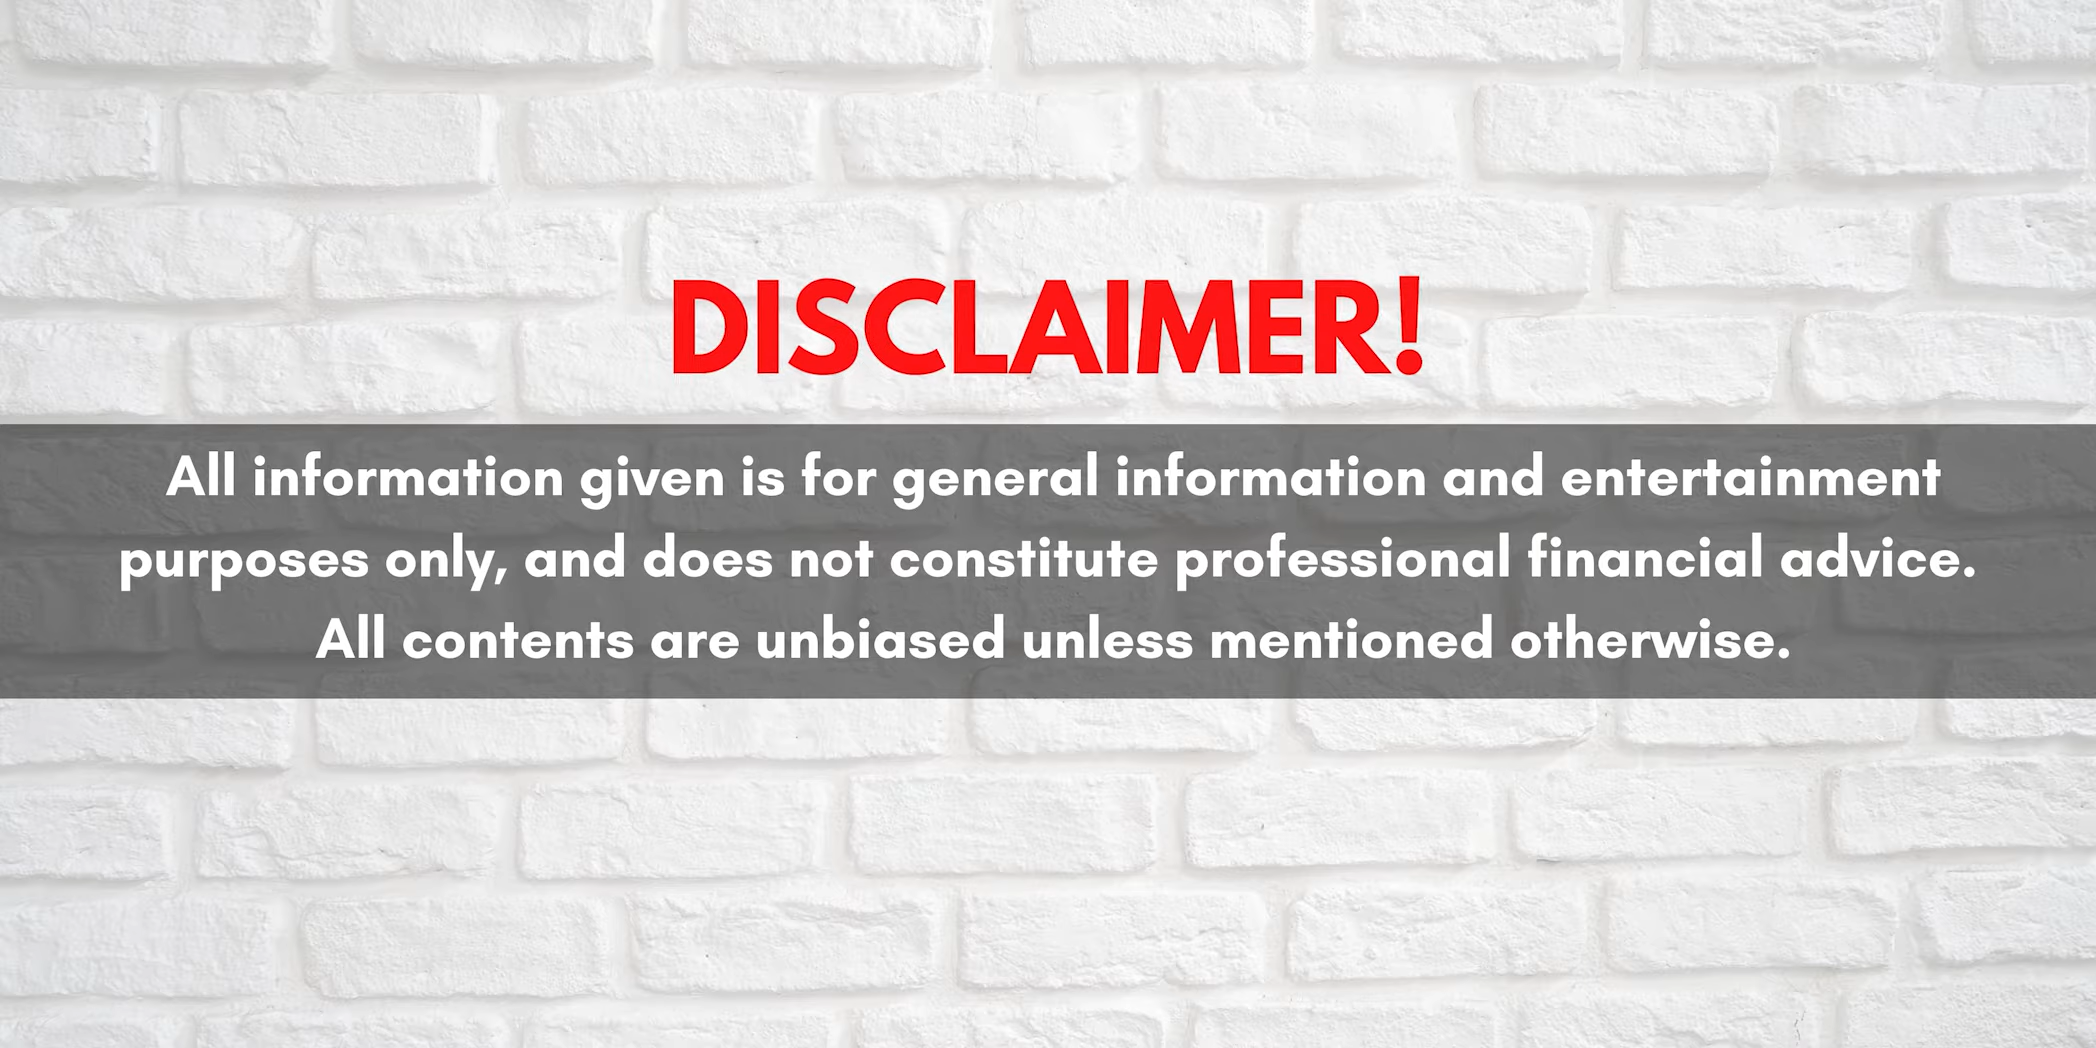 DISCLAIMER!
All information given is for general information and entertainment
purposes only, and does not constitute professional financial advice.
All contents are unbiased unless mentioned otherwise.